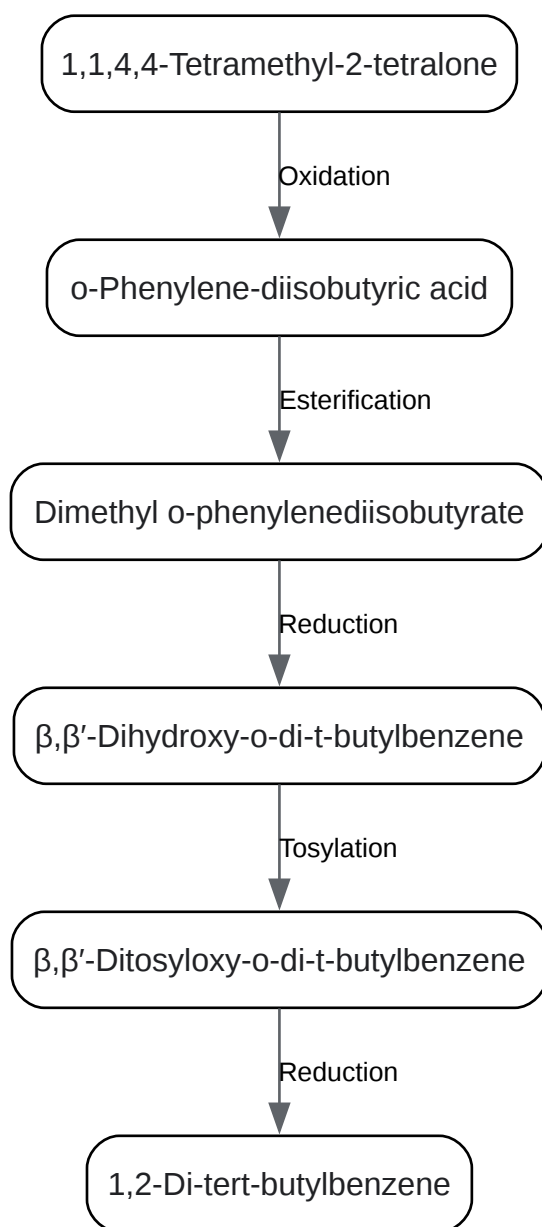 1,1,4,4-Tetramethyl-2-tetralone
Oxidation
o-Phenylene-diisobutyric acid
Esterification
Dimethyl o-phenylenediisobutyrate
Reduction
β,β′-Dihydroxy-o-di-t-butylbenzene
Tosylation
β,β′-Ditosyloxy-o-di-t-butylbenzene
Reduction
1,2-Di-tert-butylbenzene